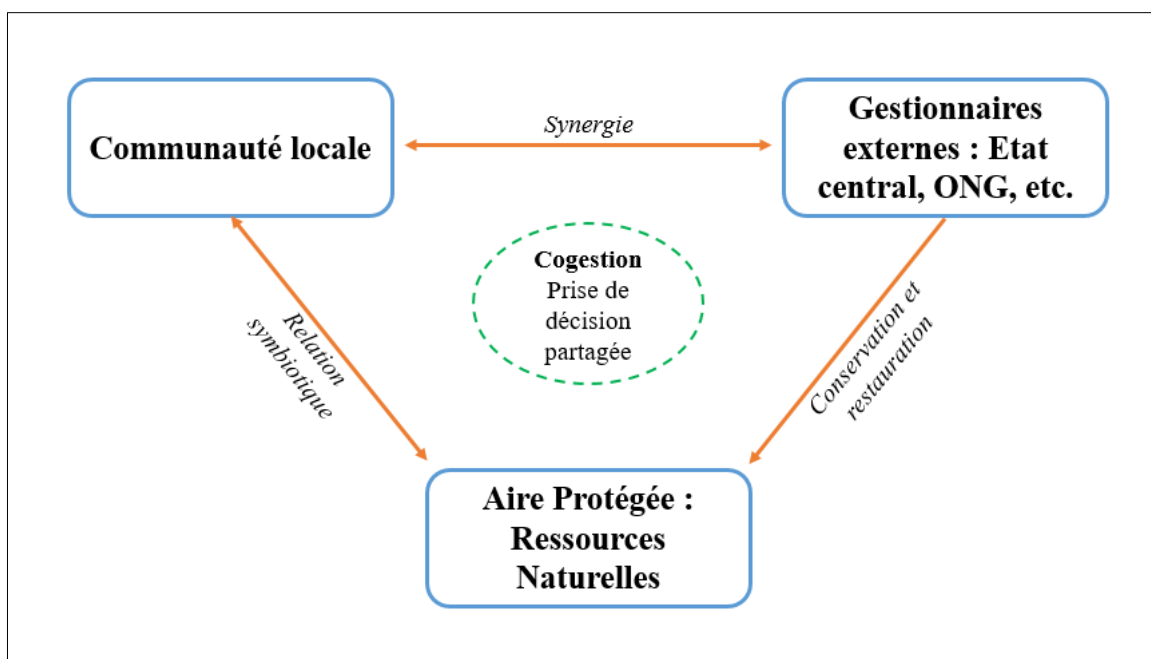 Communauté locale
Synergie
Gestionnaires
externes : Etat
central, ONG, etc.
Cogestion
Prise de
décision
partagée
Relation
symbiotique
Conservation et
restauration
Aire Protégée :
Ressources
Naturelles